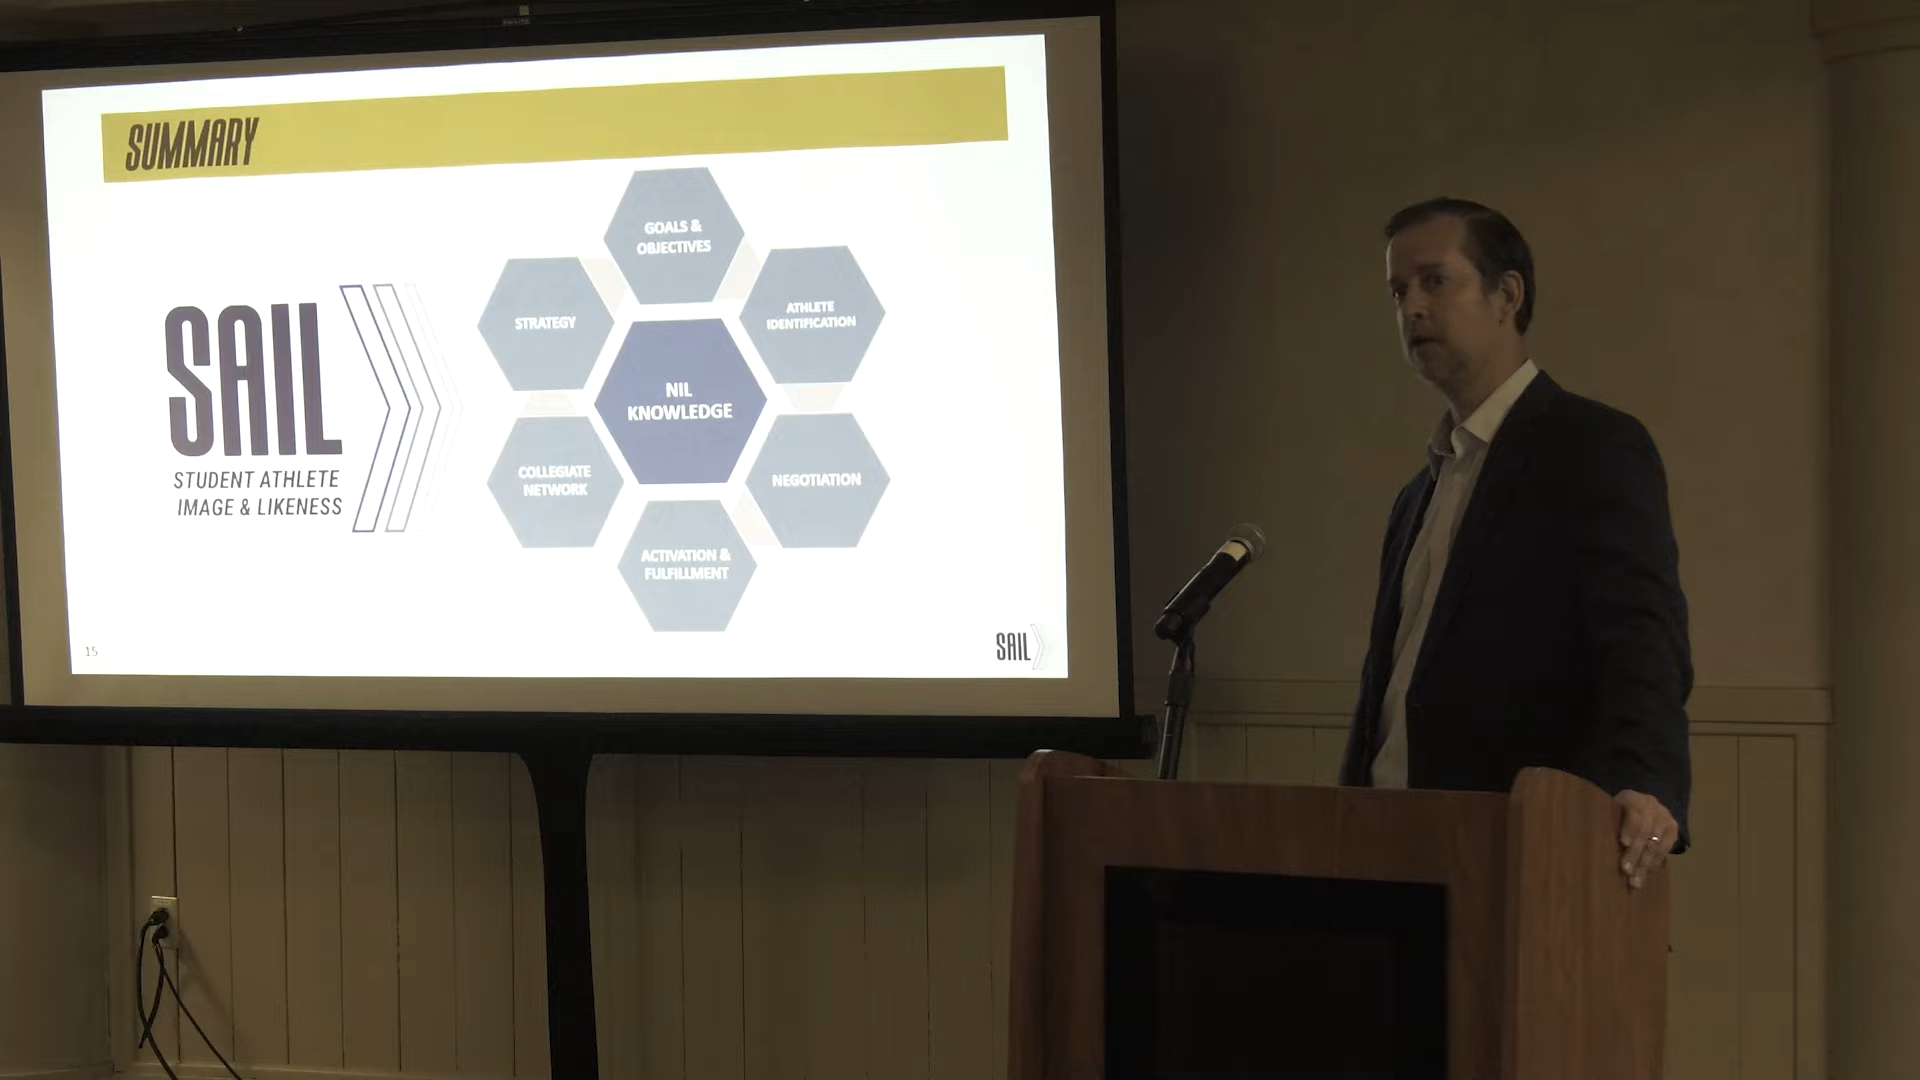 SUMMARY
GOALS &
OBJECTIVES
STRATEGY
ATHLETE
IDENTIFICATION
NIL
KNOWLEDGE
SAIL
STUDENT ATHLETE
IMAGE & LIKENESS
COLLEGIATE
NETWORK
NEGOTIATION
ACTIVATION &
FULFILLMENT
15
SAIL